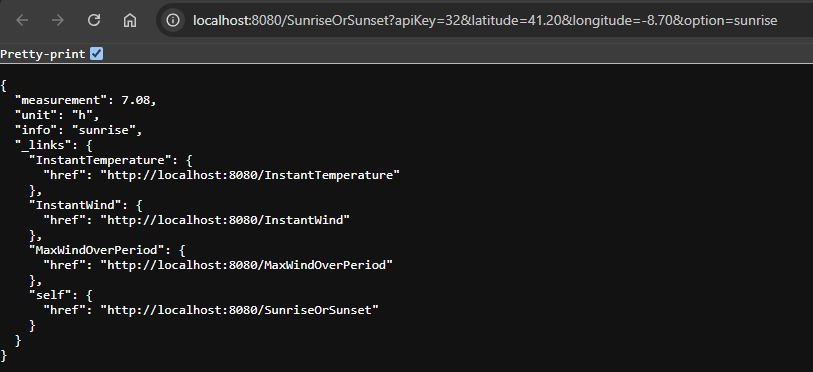 localhost:8080/SunriseOrSunset?apiKey=32&latitude=41.20&longitude=-8.70&option=sunrise
Pretty-print
{
  "measurement": 7.08,
  "unit": "h",
  "info": "sunrise",
  "_links": {
    "InstantTemperature": {
      "href": "http://localhost:8080/InstantTemperature"
    },
    "InstantWind": {
      "href": "http://localhost:8080/InstantWind"
    },
    "MaxWindOverPeriod": {
      "href": "http://localhost:8080/MaxWindOverPeriod"
    },
    "self": {
      "href": "http://localhost:8080/SunriseOrSunset"
    }
  }
}